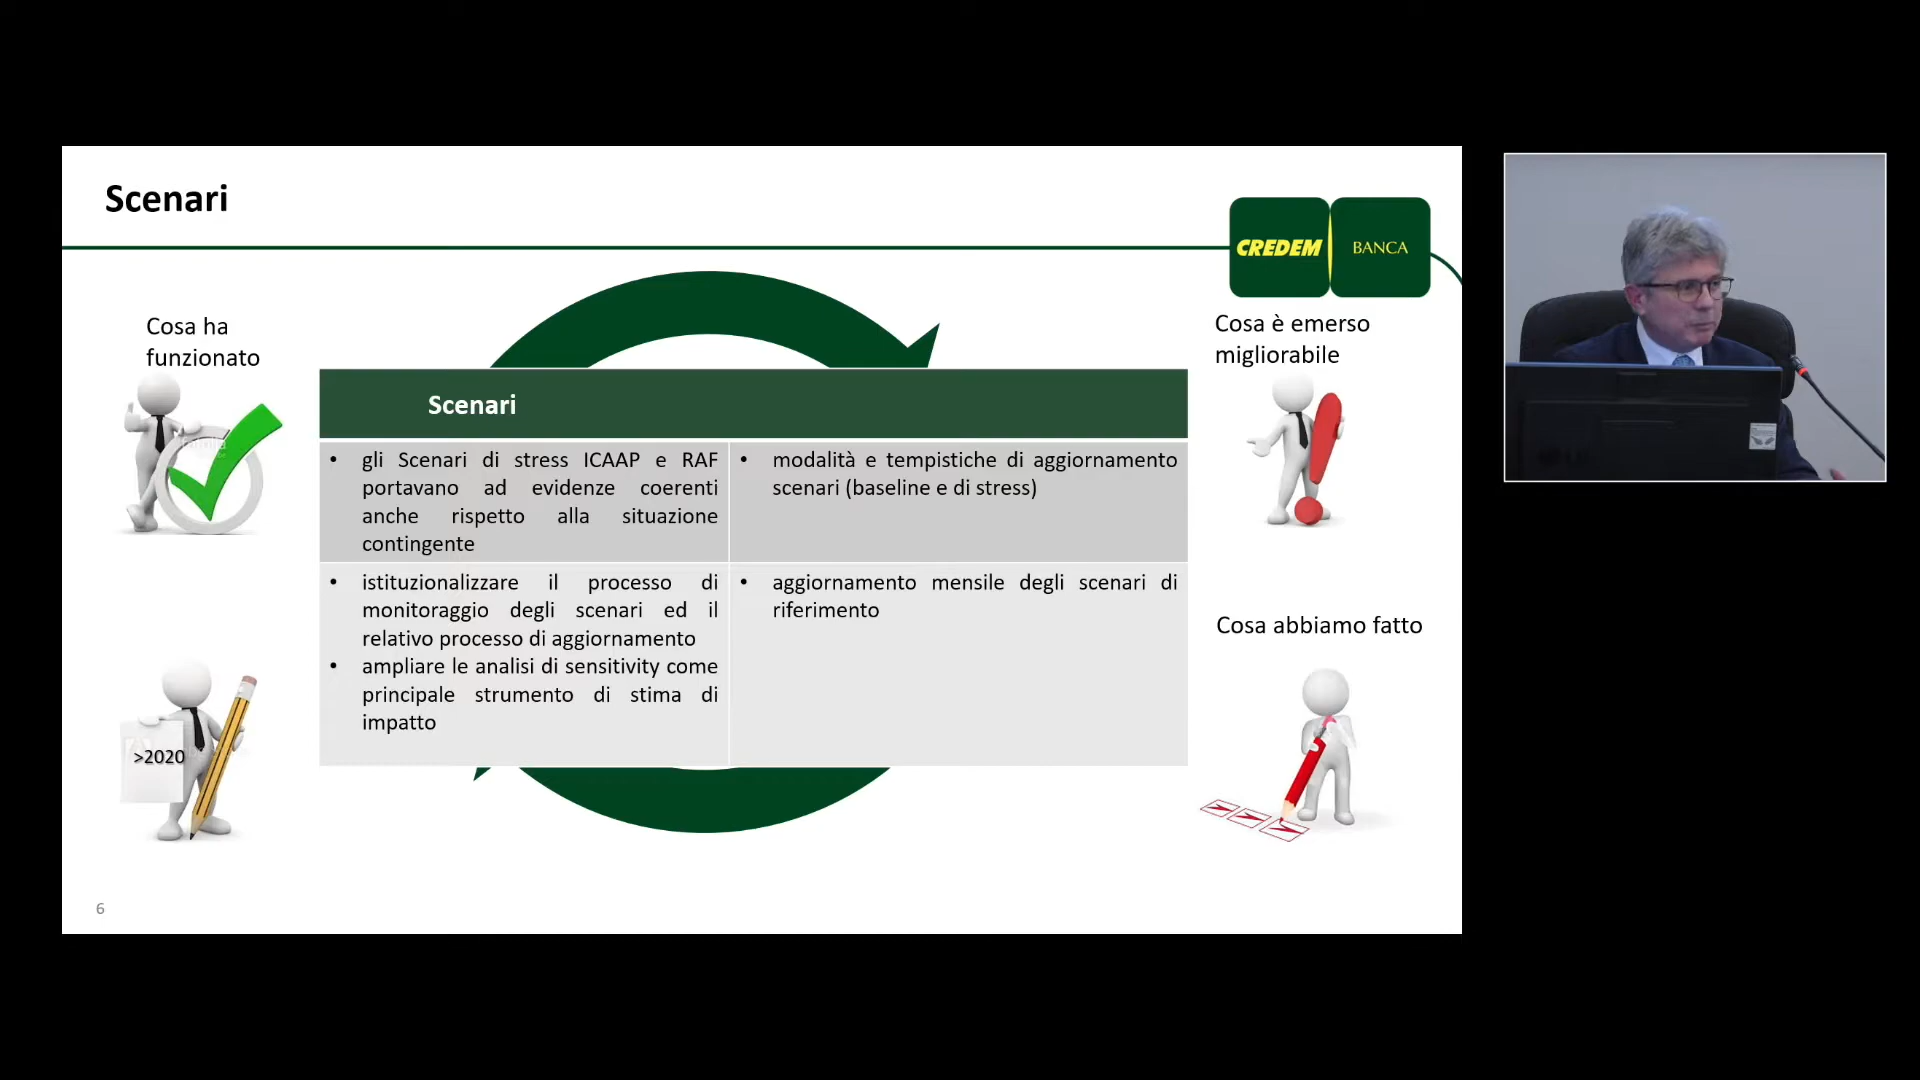 Scenari
CREDEM
BANCA
Cosa ha
funzionato
Cosa è emerso
migliorabile
Scenari
• gli Scenari di stress ICAAP e RAF
portavano ad evidenze coerenti
anche rispetto alla situazione
contingente
• modalità e tempistiche di aggiornamento
scenari (baseline e di stress)
• istituzionalizzare il processo di
monitoraggio degli scenari ed il
relativo processo di aggiornamento
• ampliare le analisi di sensitivity come
principale strumento di stima di
impatto
• aggiornamento mensile degli scenari di
riferimento
Cosa abbiamo fatto
>2020
6